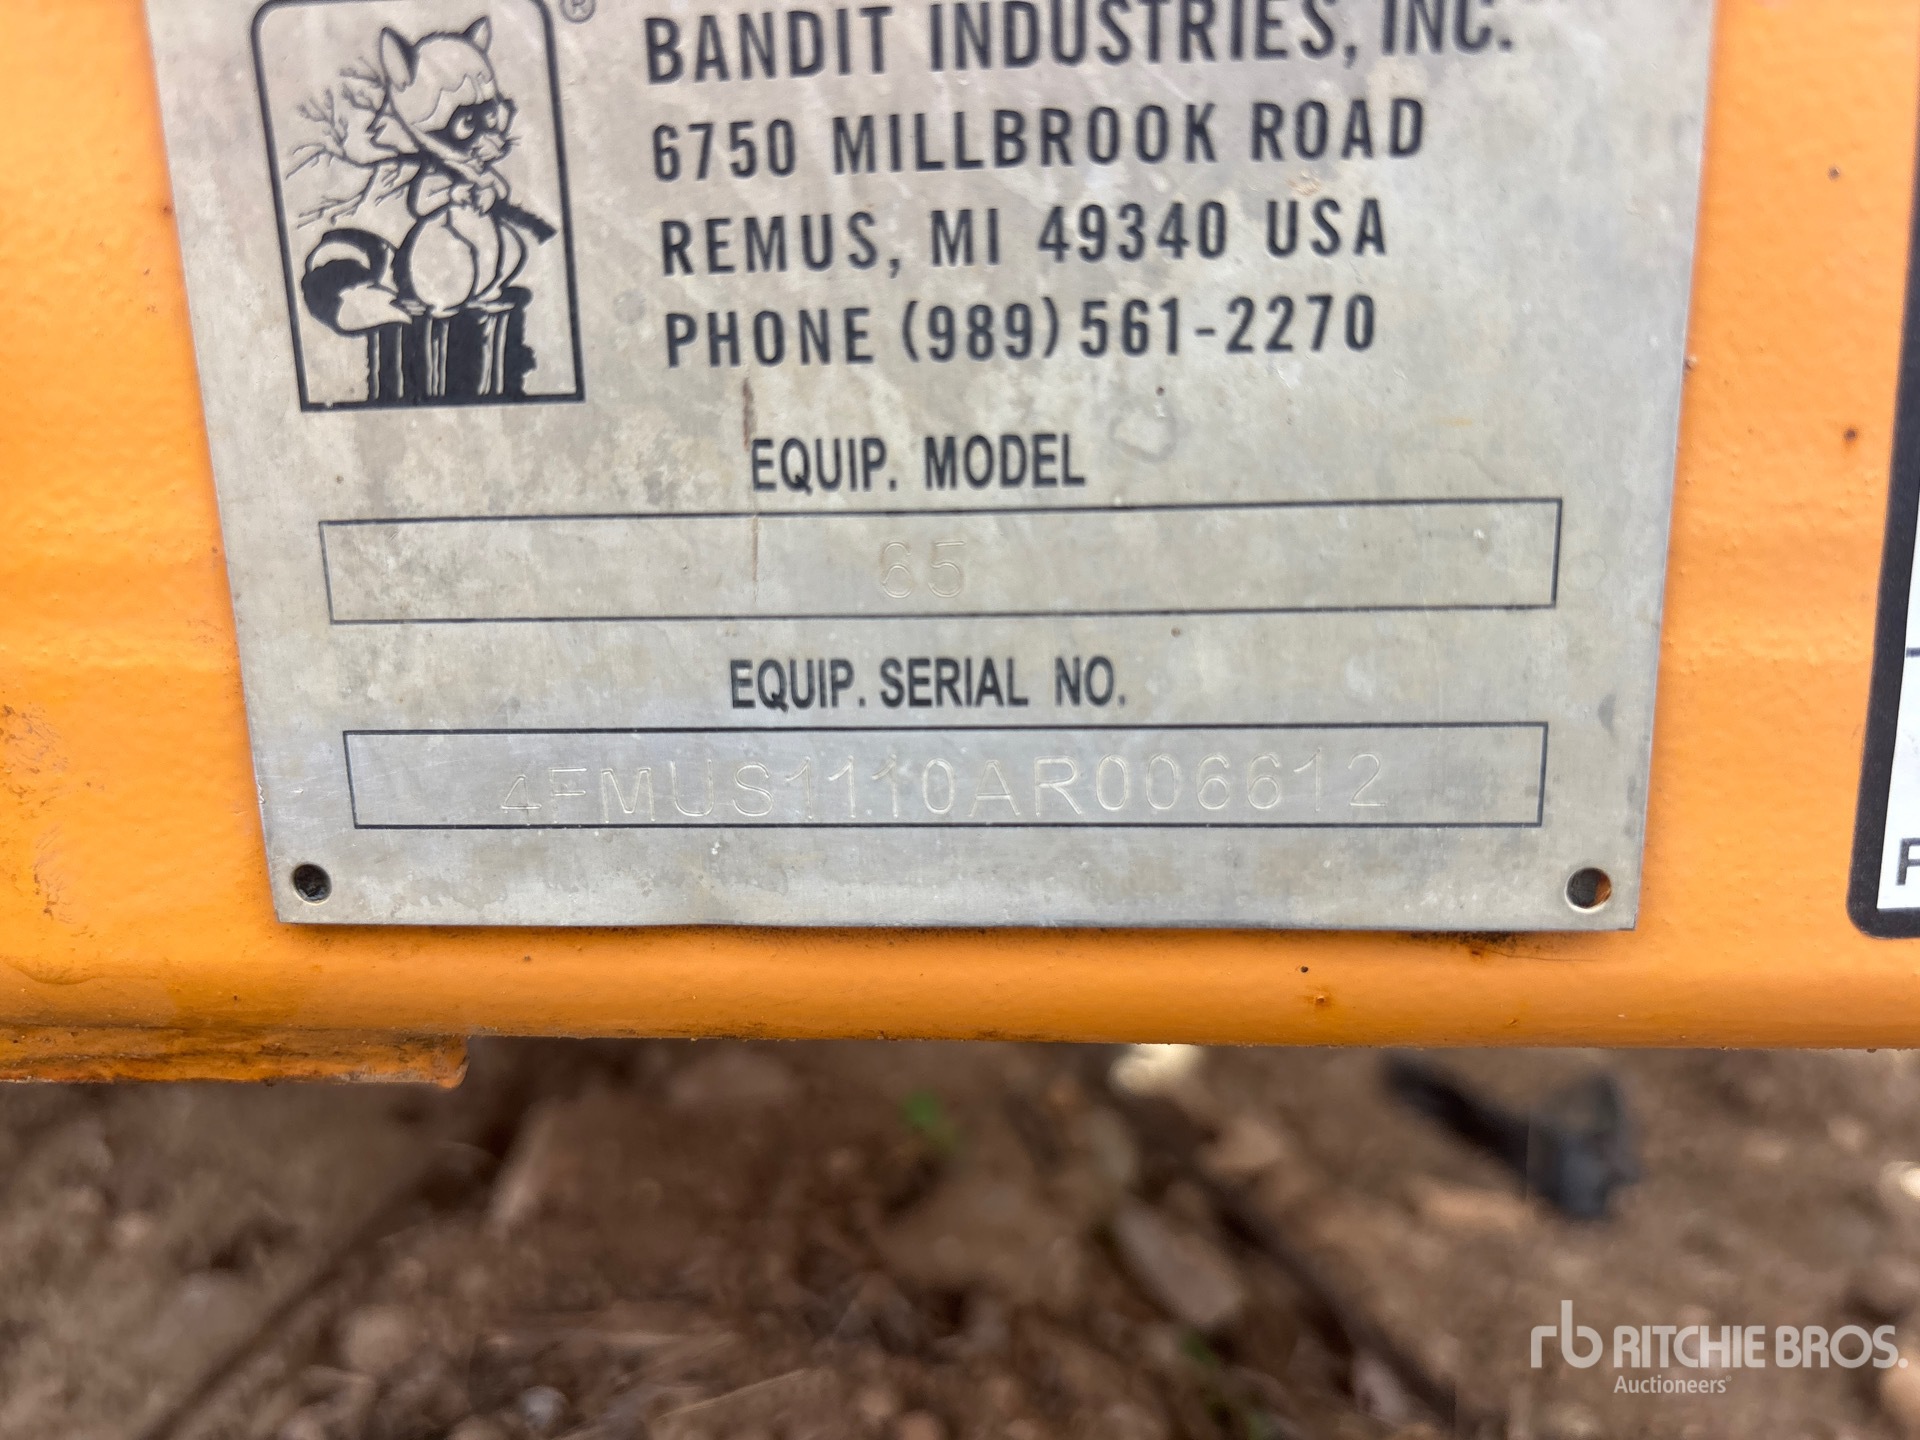 ®
BANDIT INDUSTRIES, INC.
6750 MILLBROOK ROAD
REMUS, MI 49340 USA
PHONE (989) 561-2270
EQUIP. MODEL
65
EQUIP. SERIAL NO.
4FMUS1110AR006612
P
rb RITCHIE BROS.
Auctioneers